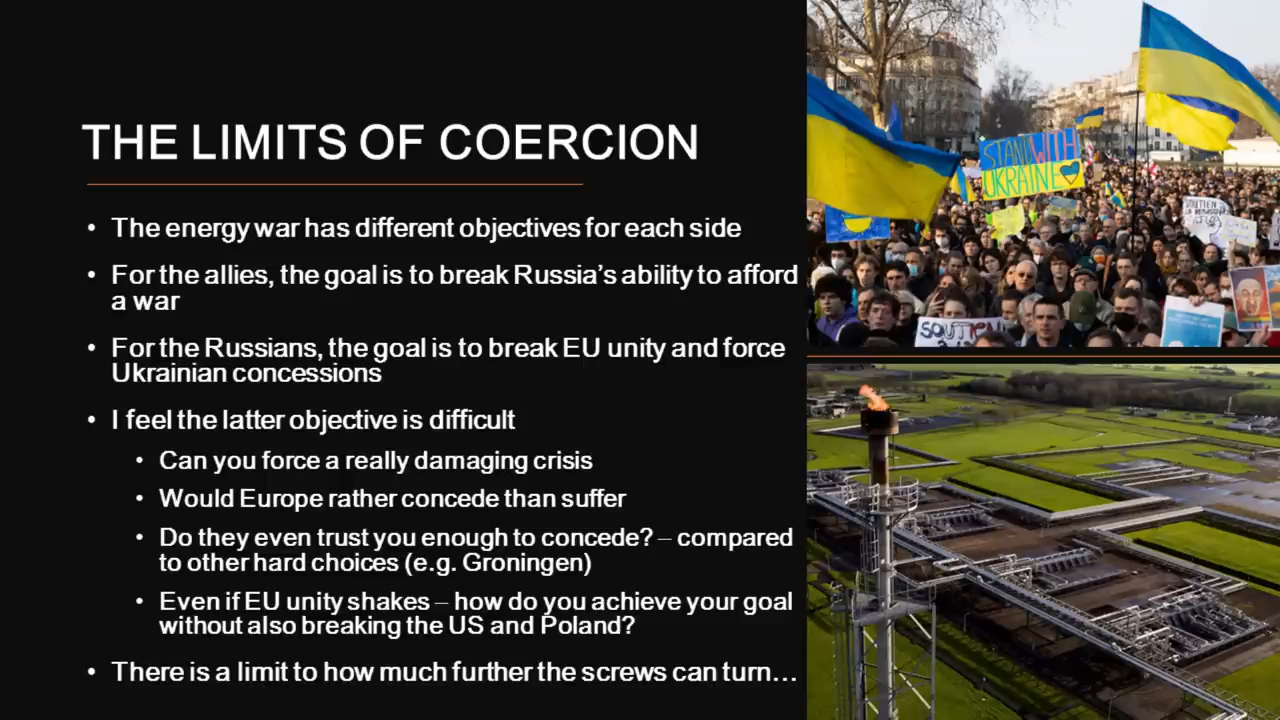 THE LIMITS OF COERCION
• The energy war has different objectives for each side
• For the allies, the goal is to break Russia’s ability to afford
a war
• For the Russians, the goal is to break EU unity and force
Ukrainian concessions
• I feel the latter objective is difficult
• Can you force a really damaging crisis
• Would Europe rather concede than suffer
• Do they even trust you enough to concede? – compared
to other hard choices (e.g. Groningen)
• Even if EU unity shakes – how do you achieve your goal
without also breaking the US and Poland?
• There is a limit to how much further the screws can turn…
STAND WITH
UKRAINE
SOUTIEN
SOUTIEN